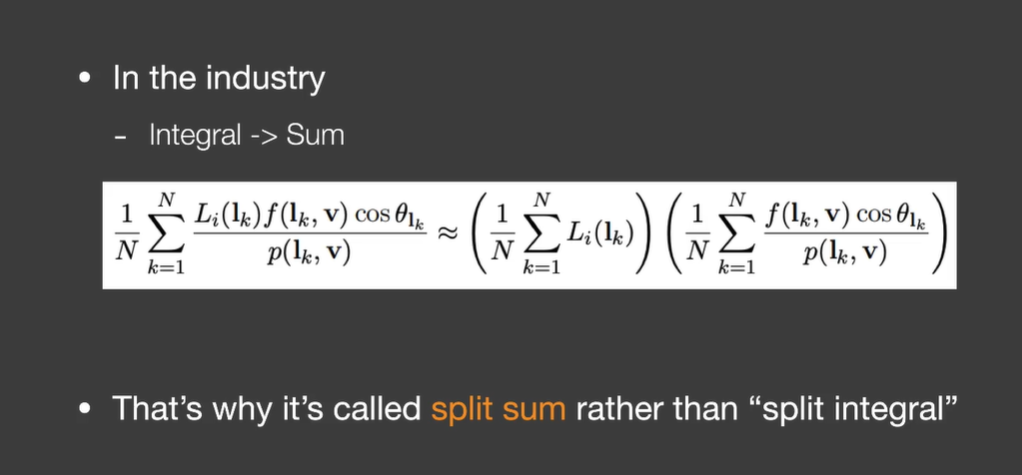 • In the industry
- Integral -> Sum
$\frac{1}{N} \sum_{k=1}^{N} \frac{L_i(\mathbf{l}_k) f(\mathbf{l}_k, \mathbf{v}) \cos \theta_{\mathbf{l}_k}}{p(\mathbf{l}_k, \mathbf{v})} \approx \left( \frac{1}{N} \sum_{k=1}^{N} L_i(\mathbf{l}_k) \right) \left( \frac{1}{N} \sum_{k=1}^{N} \frac{f(\mathbf{l}_k, \mathbf{v}) \cos \theta_{\mathbf{l}_k}}{p(\mathbf{l}_k, \mathbf{v})} \right)$
• That’s why it’s called split sum rather than “split integral”